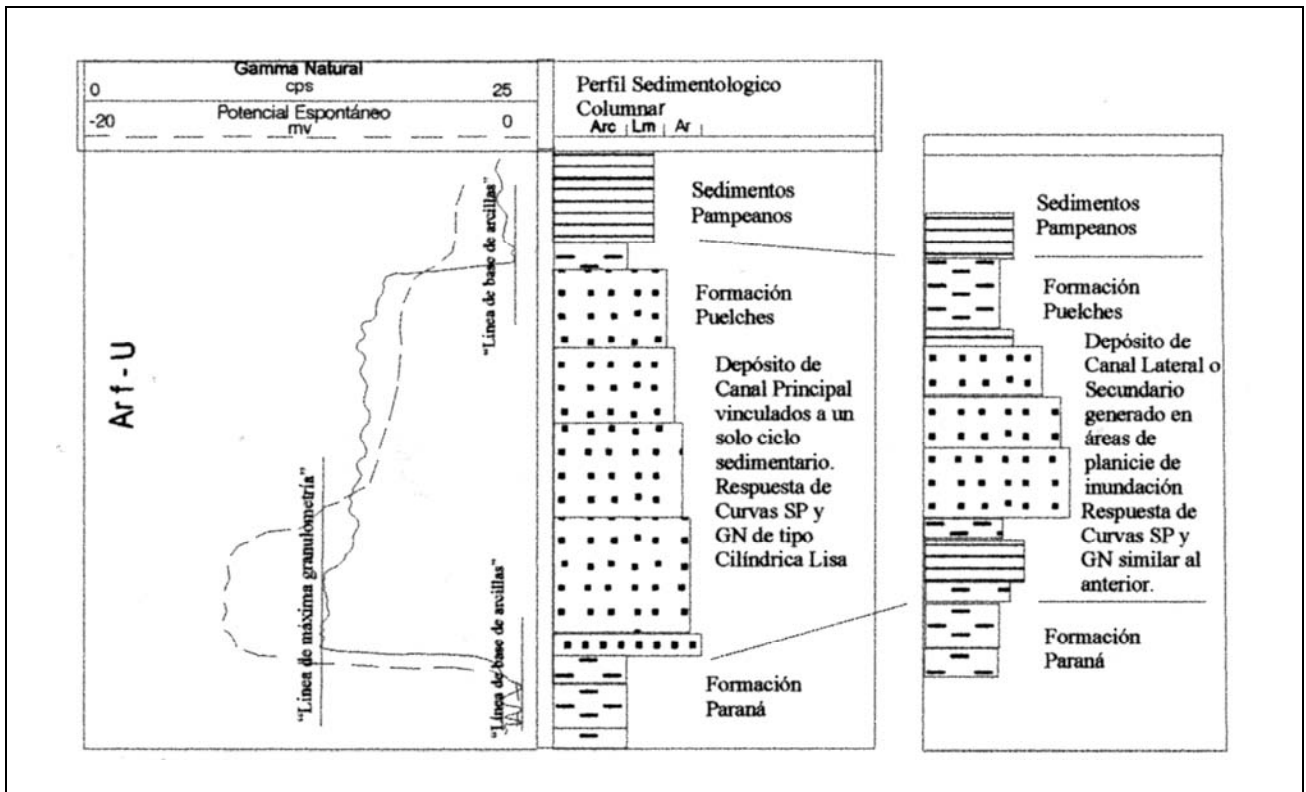 Gamma Natural
0 cps 25
Potencial Espontáneo
-20 mv 0
Perfil Sedimentologico
Columnar
Arc Lm Ar
Ar f - U
"Linea de máxima granulometría"
"Linea de base de arcillas"
"Línea de base de arcillas"
Sedimentos
Pampeanos
Formación
Puelches
Depósito de
Canal Principal
vinculados a un
solo ciclo
sedimentario.
Respuesta de
Curvas SP y
GN de tipo
Cilíndrica Lisa
Formación
Paraná
Sedimentos
Pampeanos
Formación
Puelches
Depósito de
Canal Lateral o
Secundario
generado en
áreas de
planicie de
inundación
Respuesta de
Curvas SP y
GN similar al
anterior.
Formación
Paraná